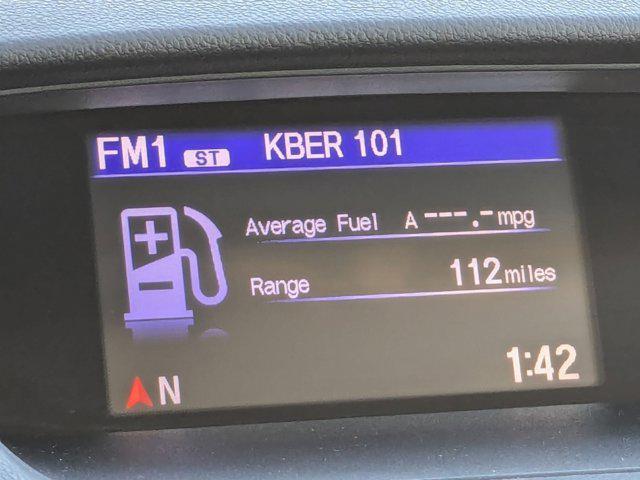 FM1 ST KBER 101
Average Fuel A ---.- mpg
Range 112 miles
1:42
N